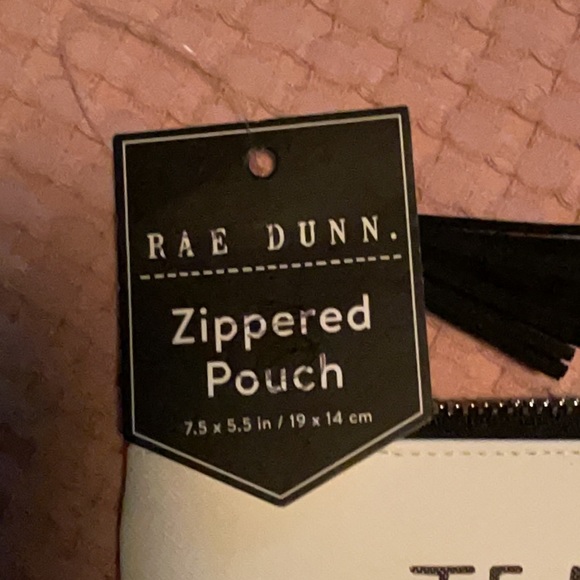 RAE DUNN.
Zippered
Pouch
7.5 x 5.5 in / 19 x 14 cm